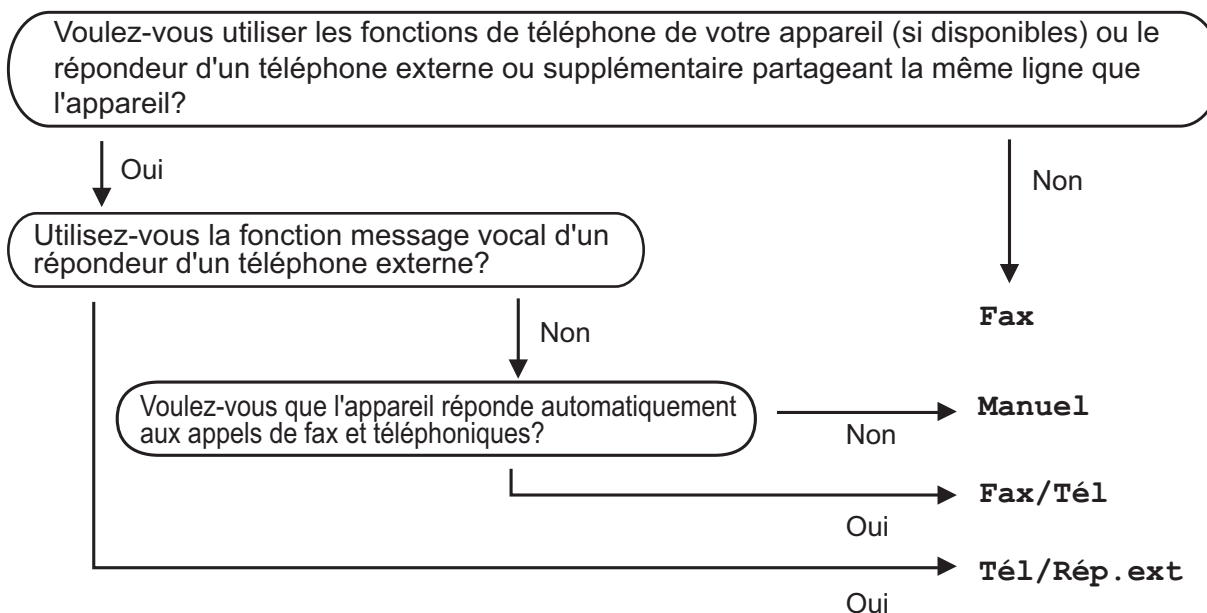 Voulez-vous utiliser les fonctions de téléphone de votre appareil (si disponibles) ou le
répondeur d'un téléphone externe ou supplémentaire partageant la même ligne que
l'appareil?
Oui
Non
Utilisez-vous la fonction message vocal d'un
répondeur d'un téléphone externe?
Non
Fax
Voulez-vous que l'appareil réponde automatiquement
aux appels de fax et téléphoniques?
Non
Manuel
Oui
Fax/Tél
Oui
Tél/Rép.ext